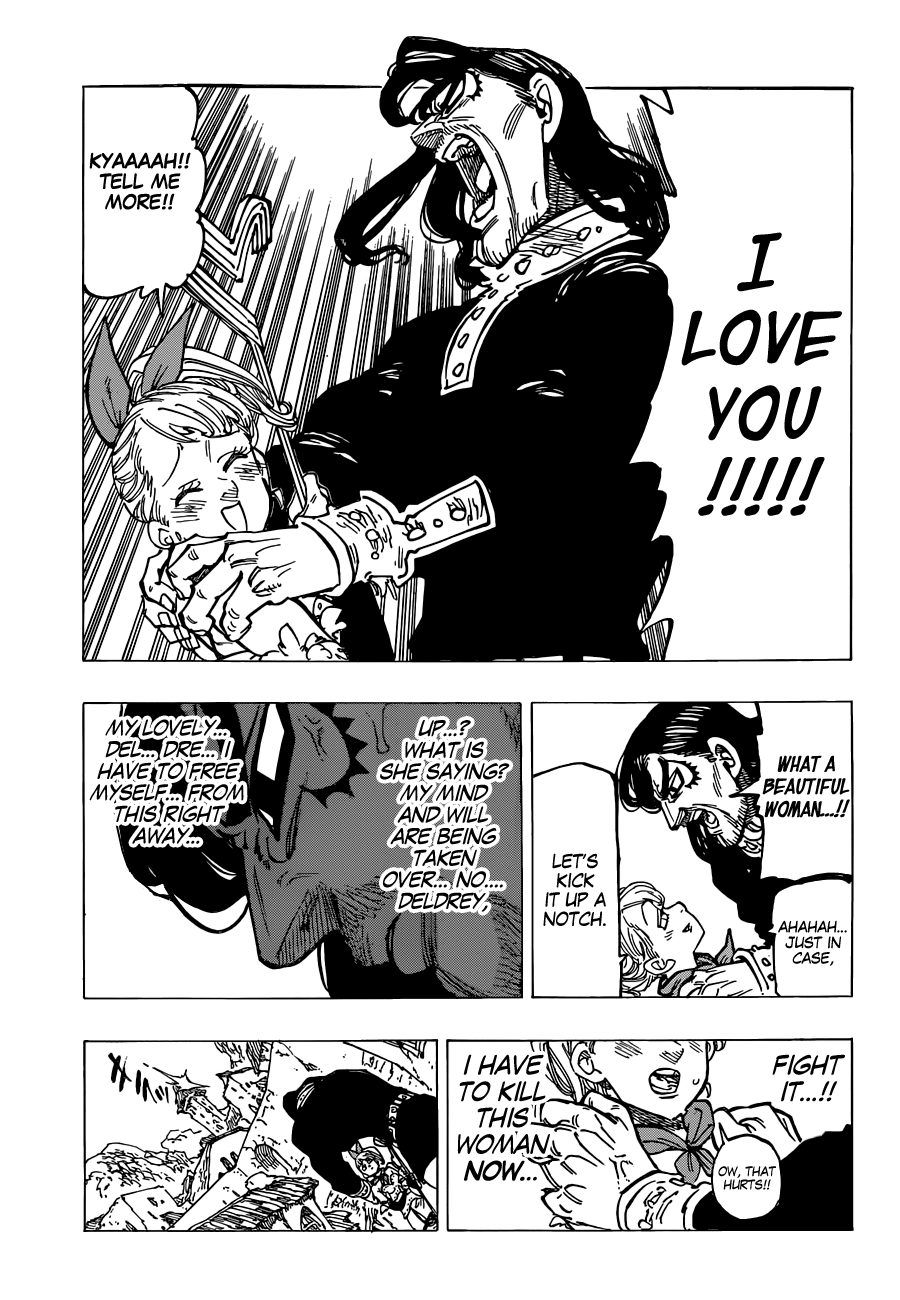 I
LOVE
YOU
!!!!!
KYAAAAH!!
TELL ME
MORE!!
WHAT A
BEAUTIFUL
WOMAN...!!
AHAHAH...
JUST IN
CASE,
LET'S
KICK
IT UP A
NOTCH.
UP...?
WHAT IS
SHE SAYING?
MY MIND
AND WILL
ARE BEING
TAKEN
OVER... NO....
DELDREY,
MY LOVELY...
DEL... DRE... I
HAVE TO FREE
MYSELF... FROM
THIS RIGHT
AWAY...
FIGHT
IT...!!
OW, THAT
HURTS!!
I HAVE
TO KILL
THIS
WOMAN
NOW...